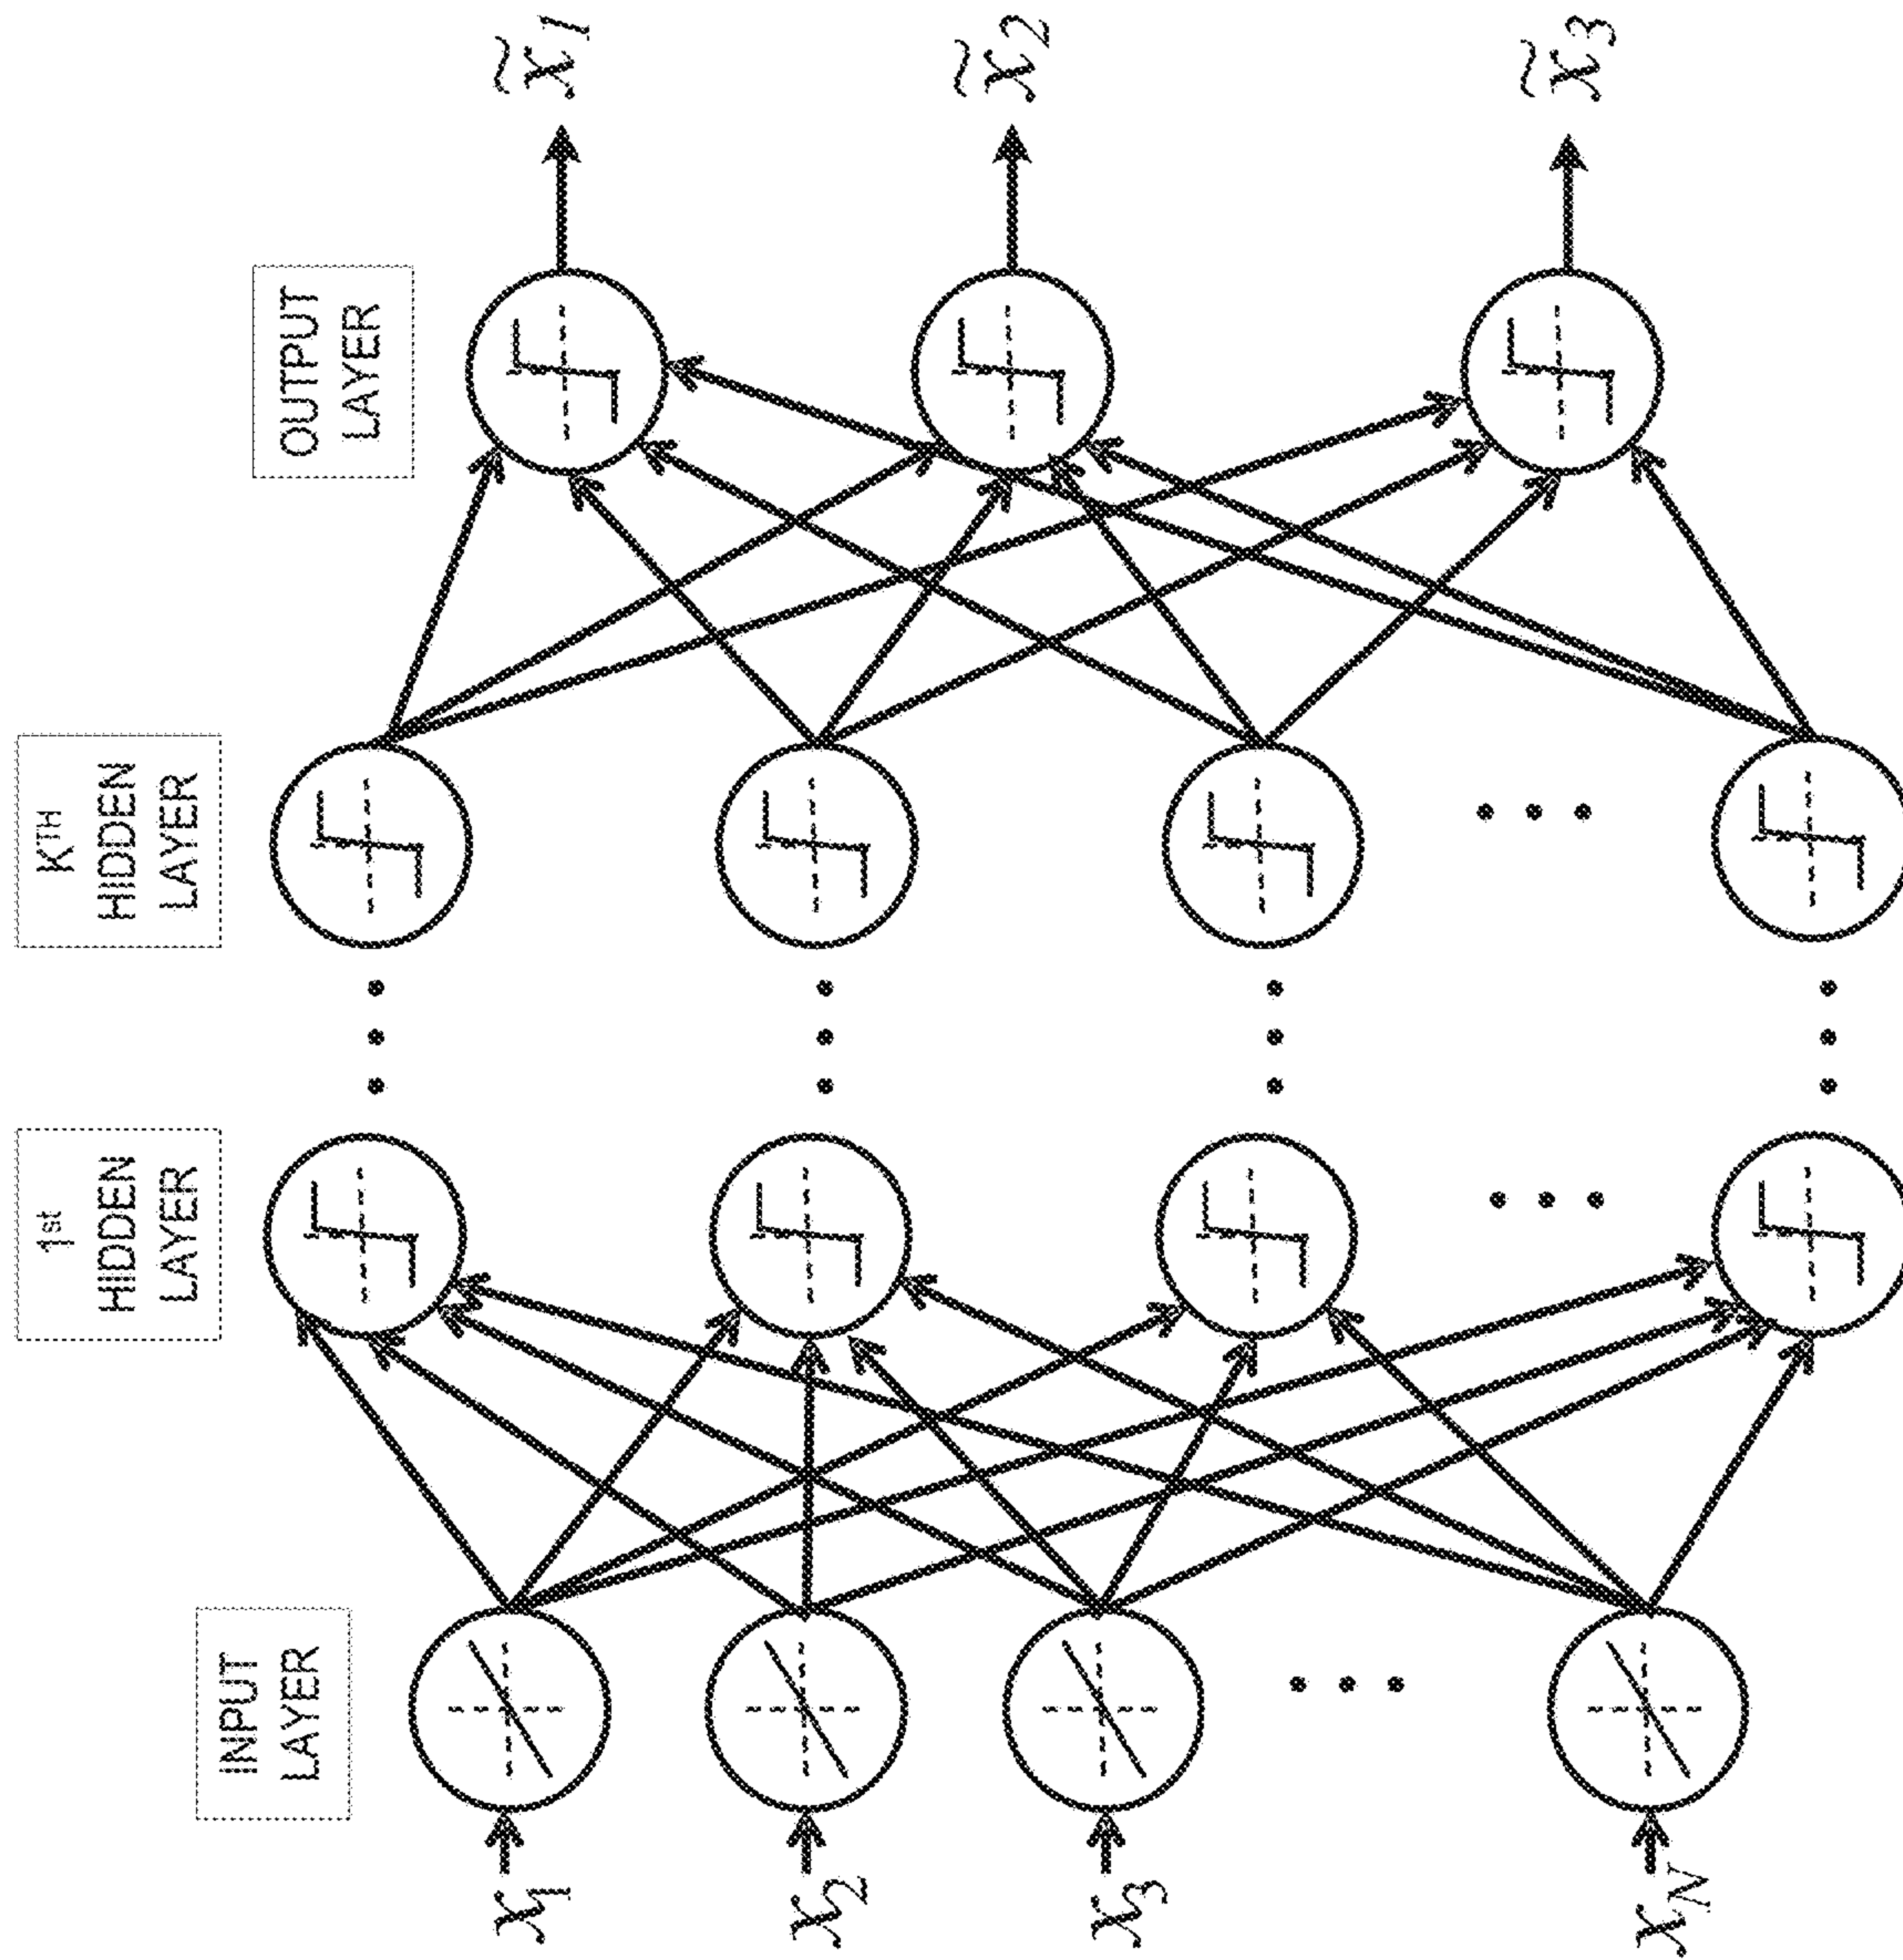 INPUT
LAYER
1st
HIDDEN
LAYER
KTH
HIDDEN
LAYER
OUTPUT
LAYER
x1
x2
x3
xN
x̃1
x̃2
x̃3